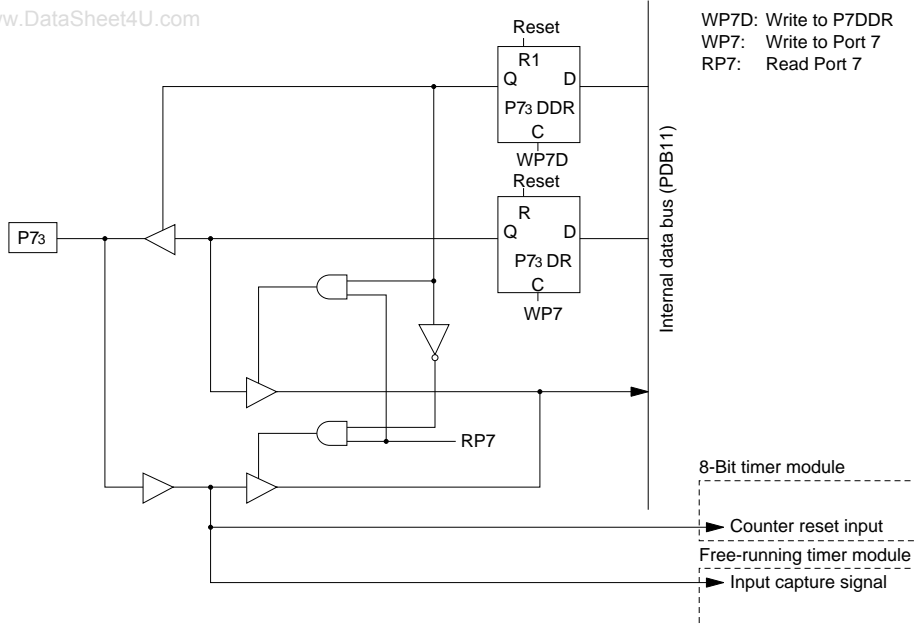 w.DataSheet4U.com
WP7D: Write to P7DDR
WP7: Write to Port 7
RP7: Read Port 7
Reset
R1
Q D
P73 DDR
C
WP7D
Reset
R
Q D
P73 DR
C
WP7
P73
Internal data bus (PDB11)
RP7
8-Bit timer module
Counter reset input
Free-running timer module
Input capture signal